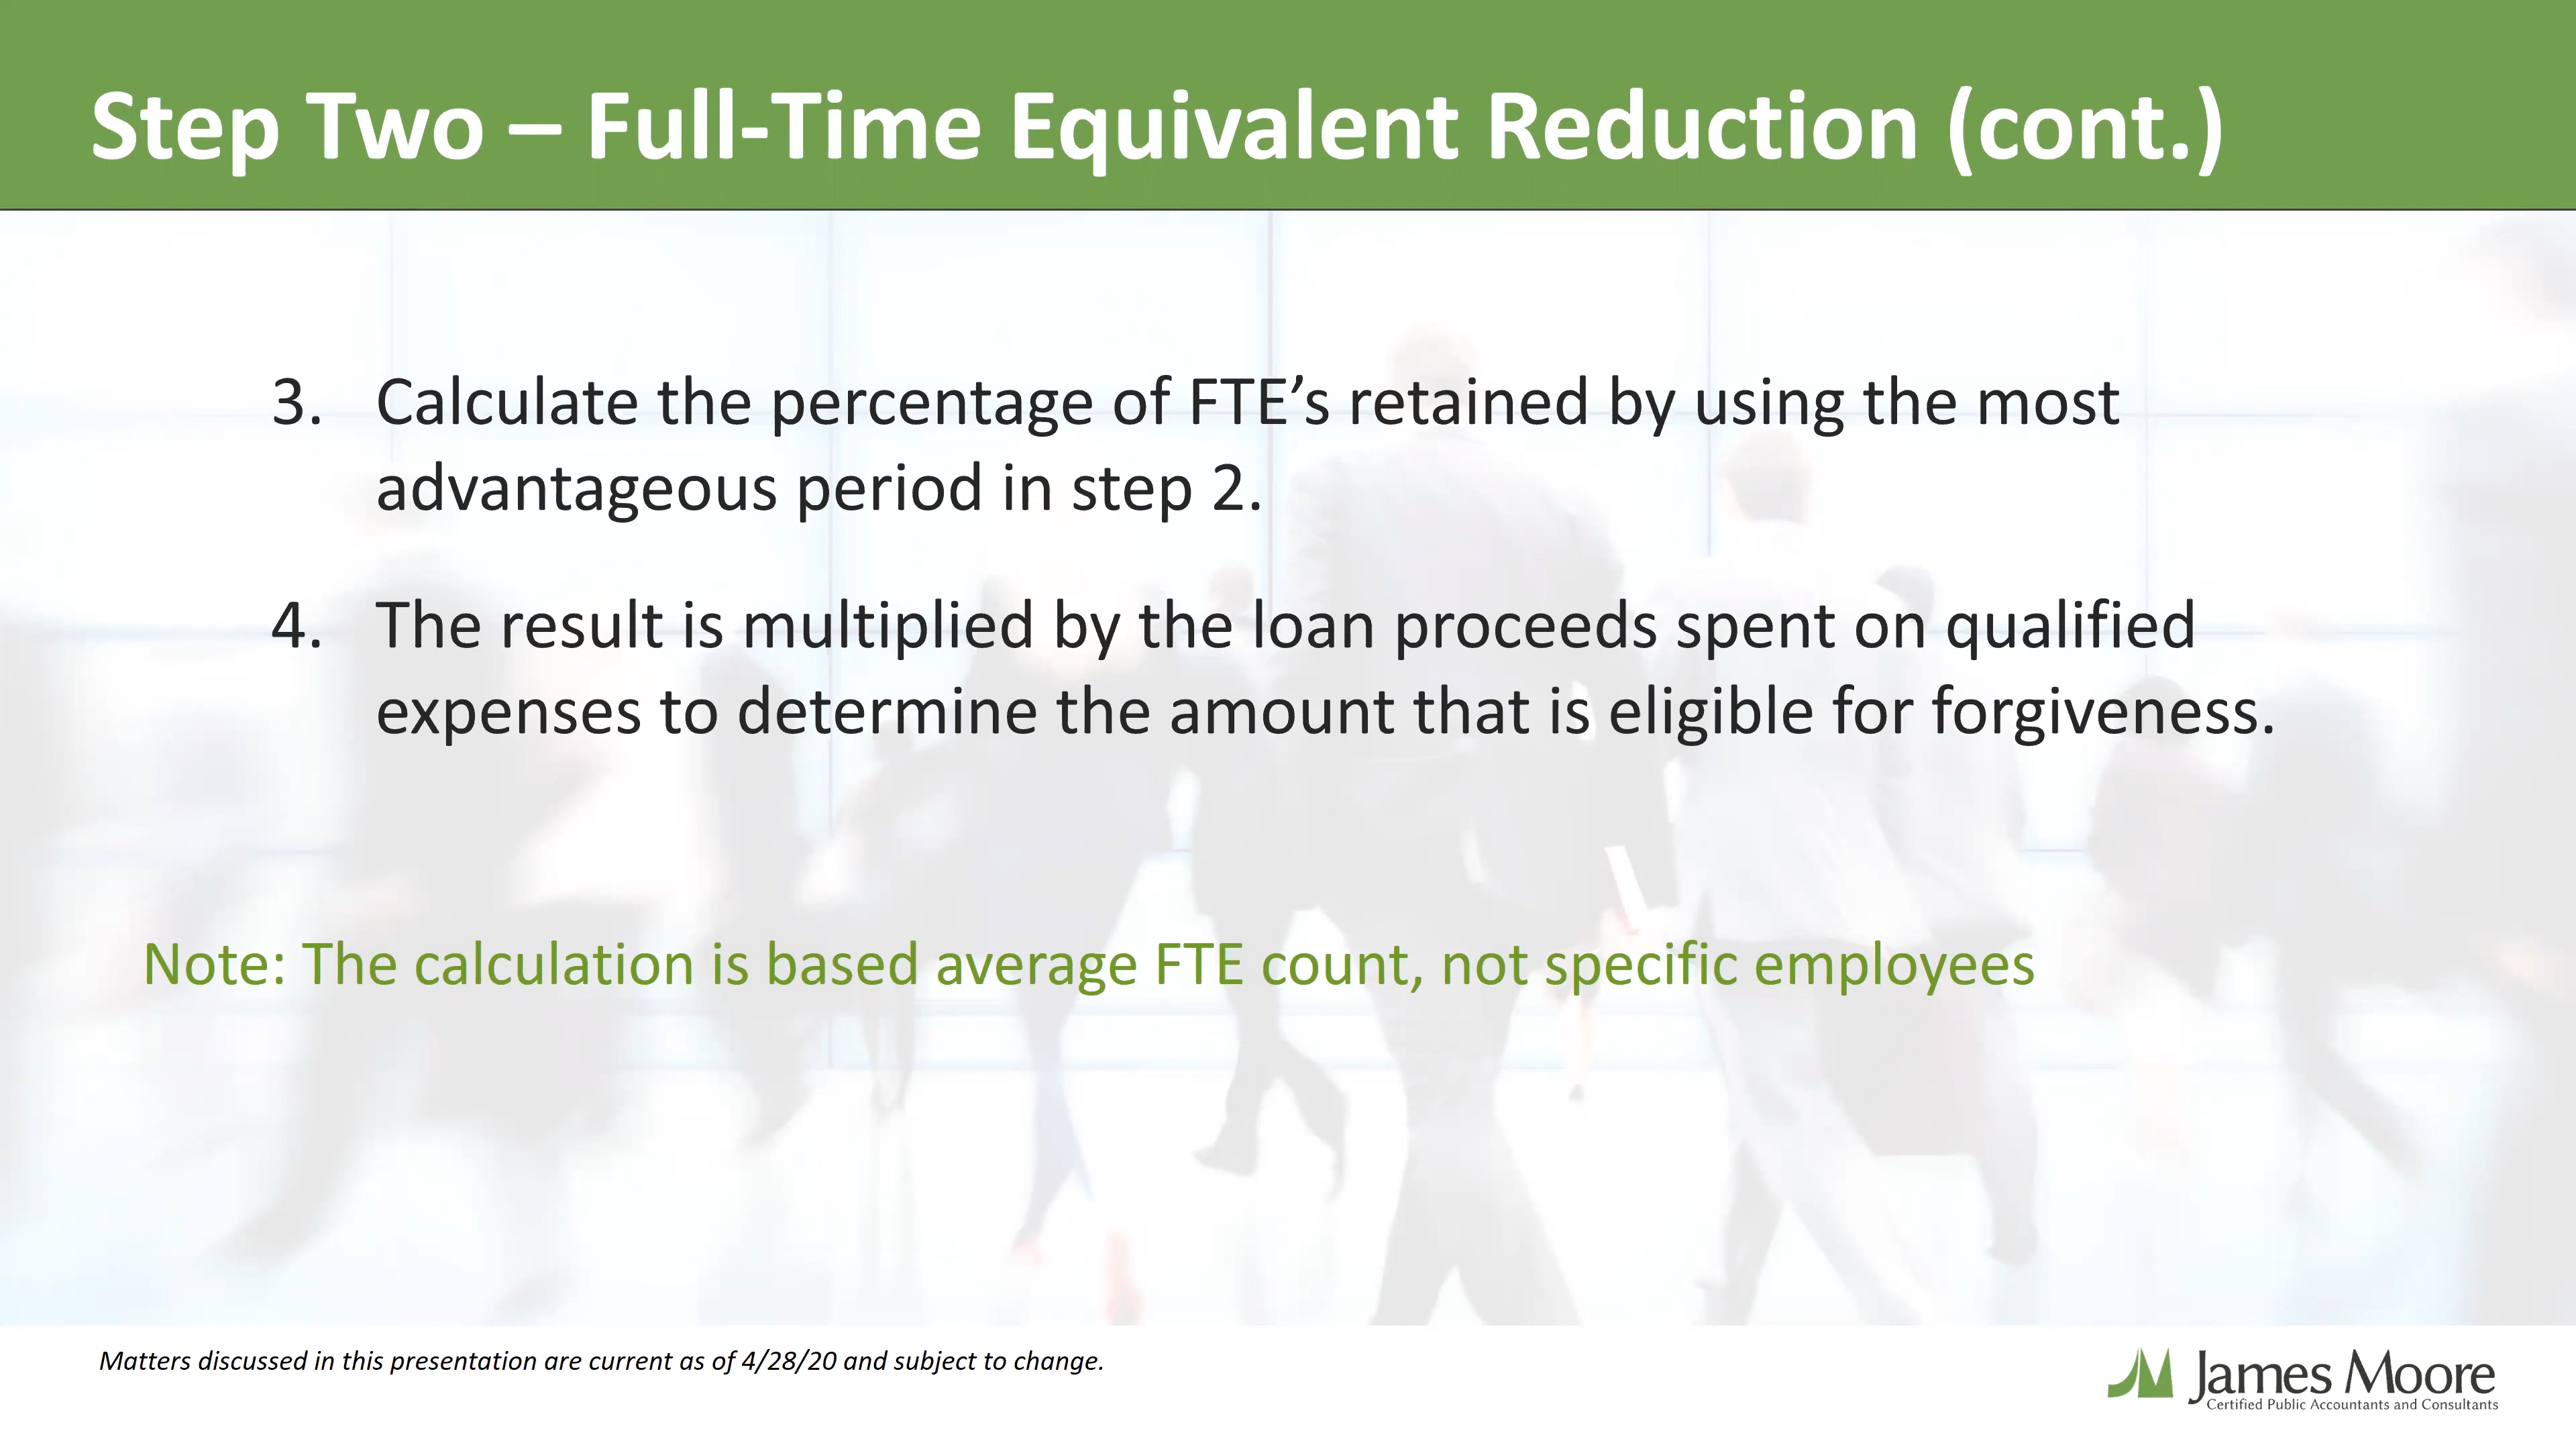 Step Two – Full-Time Equivalent Reduction (cont.)
3. Calculate the percentage of FTE’s retained by using the most
advantageous period in step 2.
4. The result is multiplied by the loan proceeds spent on qualified
expenses to determine the amount that is eligible for forgiveness.
Note: The calculation is based average FTE count, not specific employees
Matters discussed in this presentation are current as of 4/28/20 and subject to change.
James Moore
Certified Public Accountants and Consultants